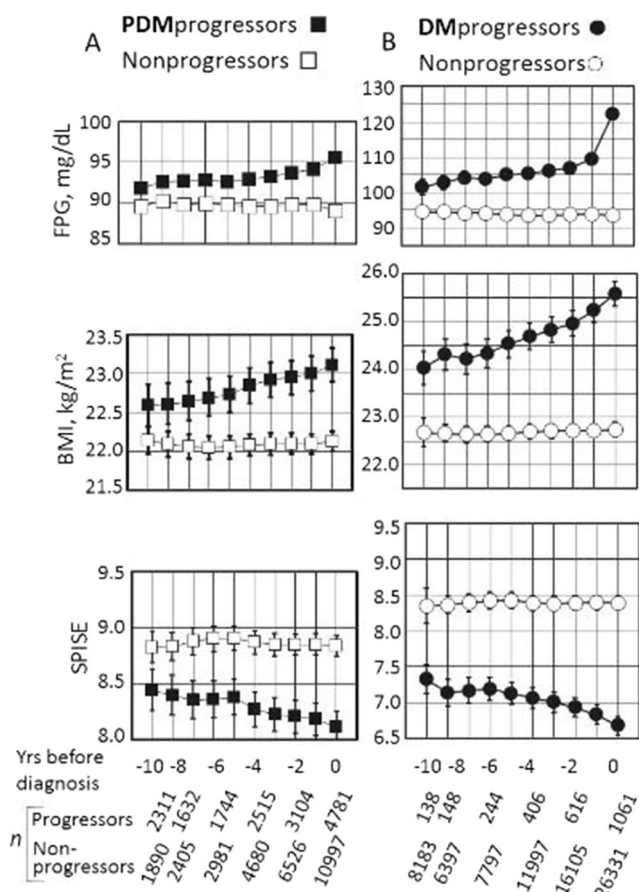 A
PDMprogressors
Nonprogressors
FPG, mg/dL
100
95
90
85
BMI, kg/m²
23.5
23.0
22.5
22.0
21.5
SPISE
9.5
9.0
8.5
8.0
B
DMprogressors
Nonprogressors
130
120
110
100
90
26.0
25.0
24.0
23.0
22.0
9.5
8.5
7.5
7.0
6.5
Yrs before
diagnosis
-10 -8 -6 -4 -2 0
-10 -8 -6 -4 -2 0
n
Progressors
2311 1632 1744 2515 3104 4781
138 148 244 406 616 1061
Non-
progressors
1890 2405 2981 4680 6526 10997
8183 6397 7797 11997 16105 26331